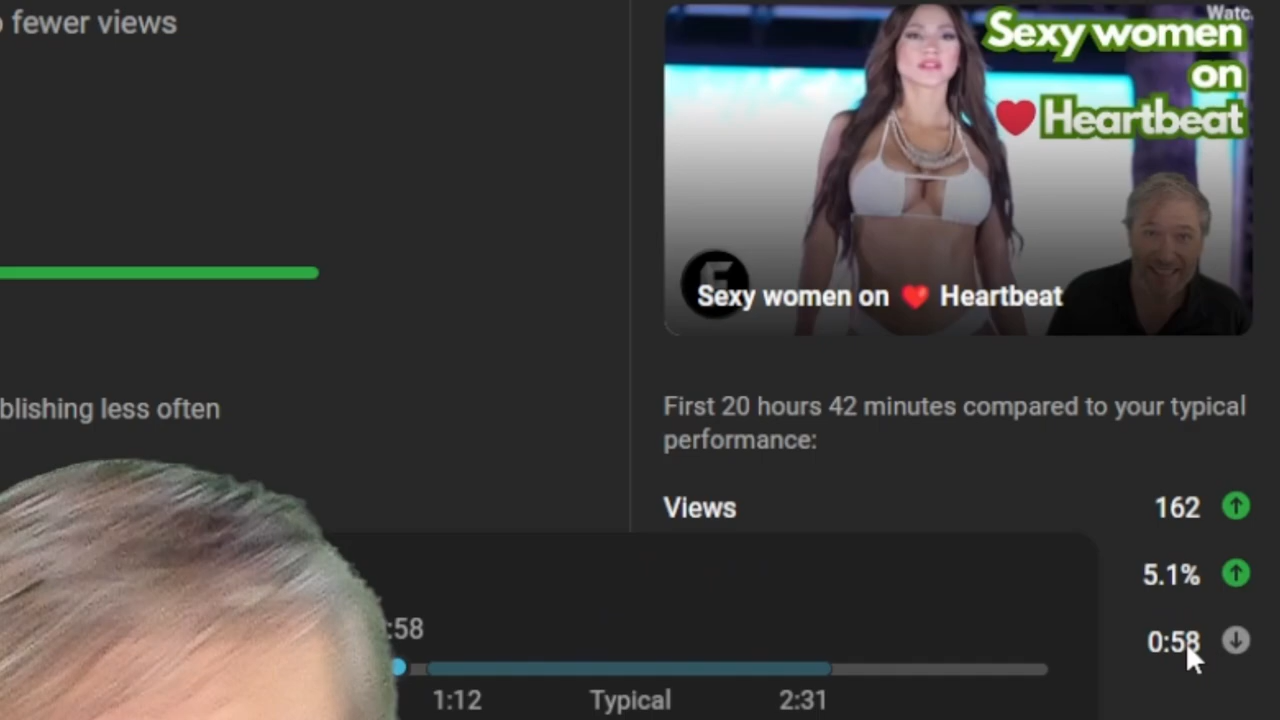 fewer views
Watc
Sexy women
on
❤️Heartbeat
Sexy women on ❤️ Heartbeat
First 20 hours 42 minutes compared to your typical
performance:
blishing less often
Views 162
5.1%
:58
0:58
1:12 Typical 2:31